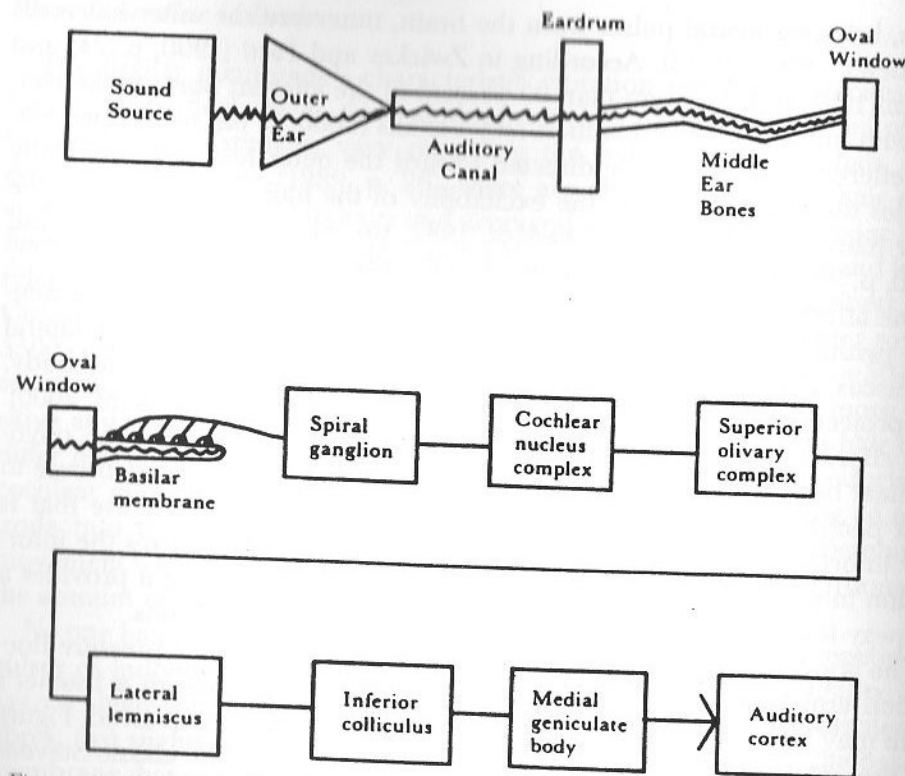 Eardrum
Oval
Window
Sound
Source
Outer
Ear
Auditory
Canal
Middle
Ear
Bones
Oval
Window
Basilar
membrane
Spiral
ganglion
Cochlear
nucleus
complex
Superior
olivary
complex
Lateral
lemniscus
Inferior
colliculus
Medial
geniculate
body
Auditory
cortex